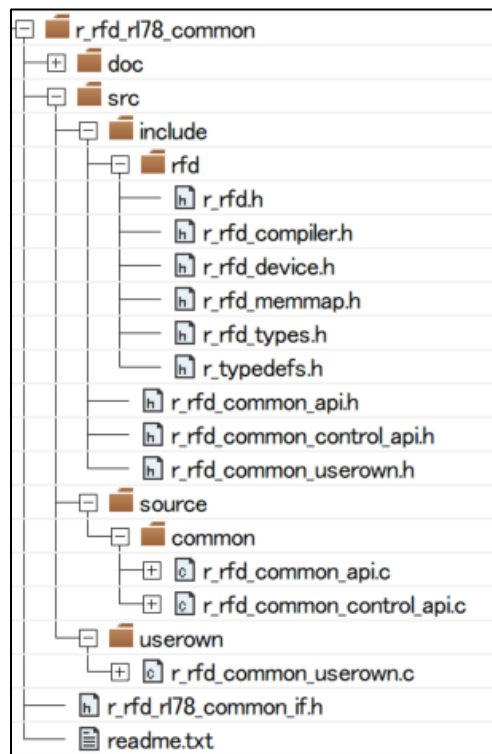 r_rfd_rl78_common
doc
src
include
rfd
r_rfd.h
r_rfd_compiler.h
r_rfd_device.h
r_rfd_memmap.h
r_rfd_types.h
r_typedefs.h
r_rfd_common_api.h
r_rfd_common_control_api.h
r_rfd_common_userown.h
source
common
r_rfd_common_api.c
r_rfd_common_control_api.c
userown
r_rfd_common_userown.c
r_rfd_rl78_common_if.h
readme.txt